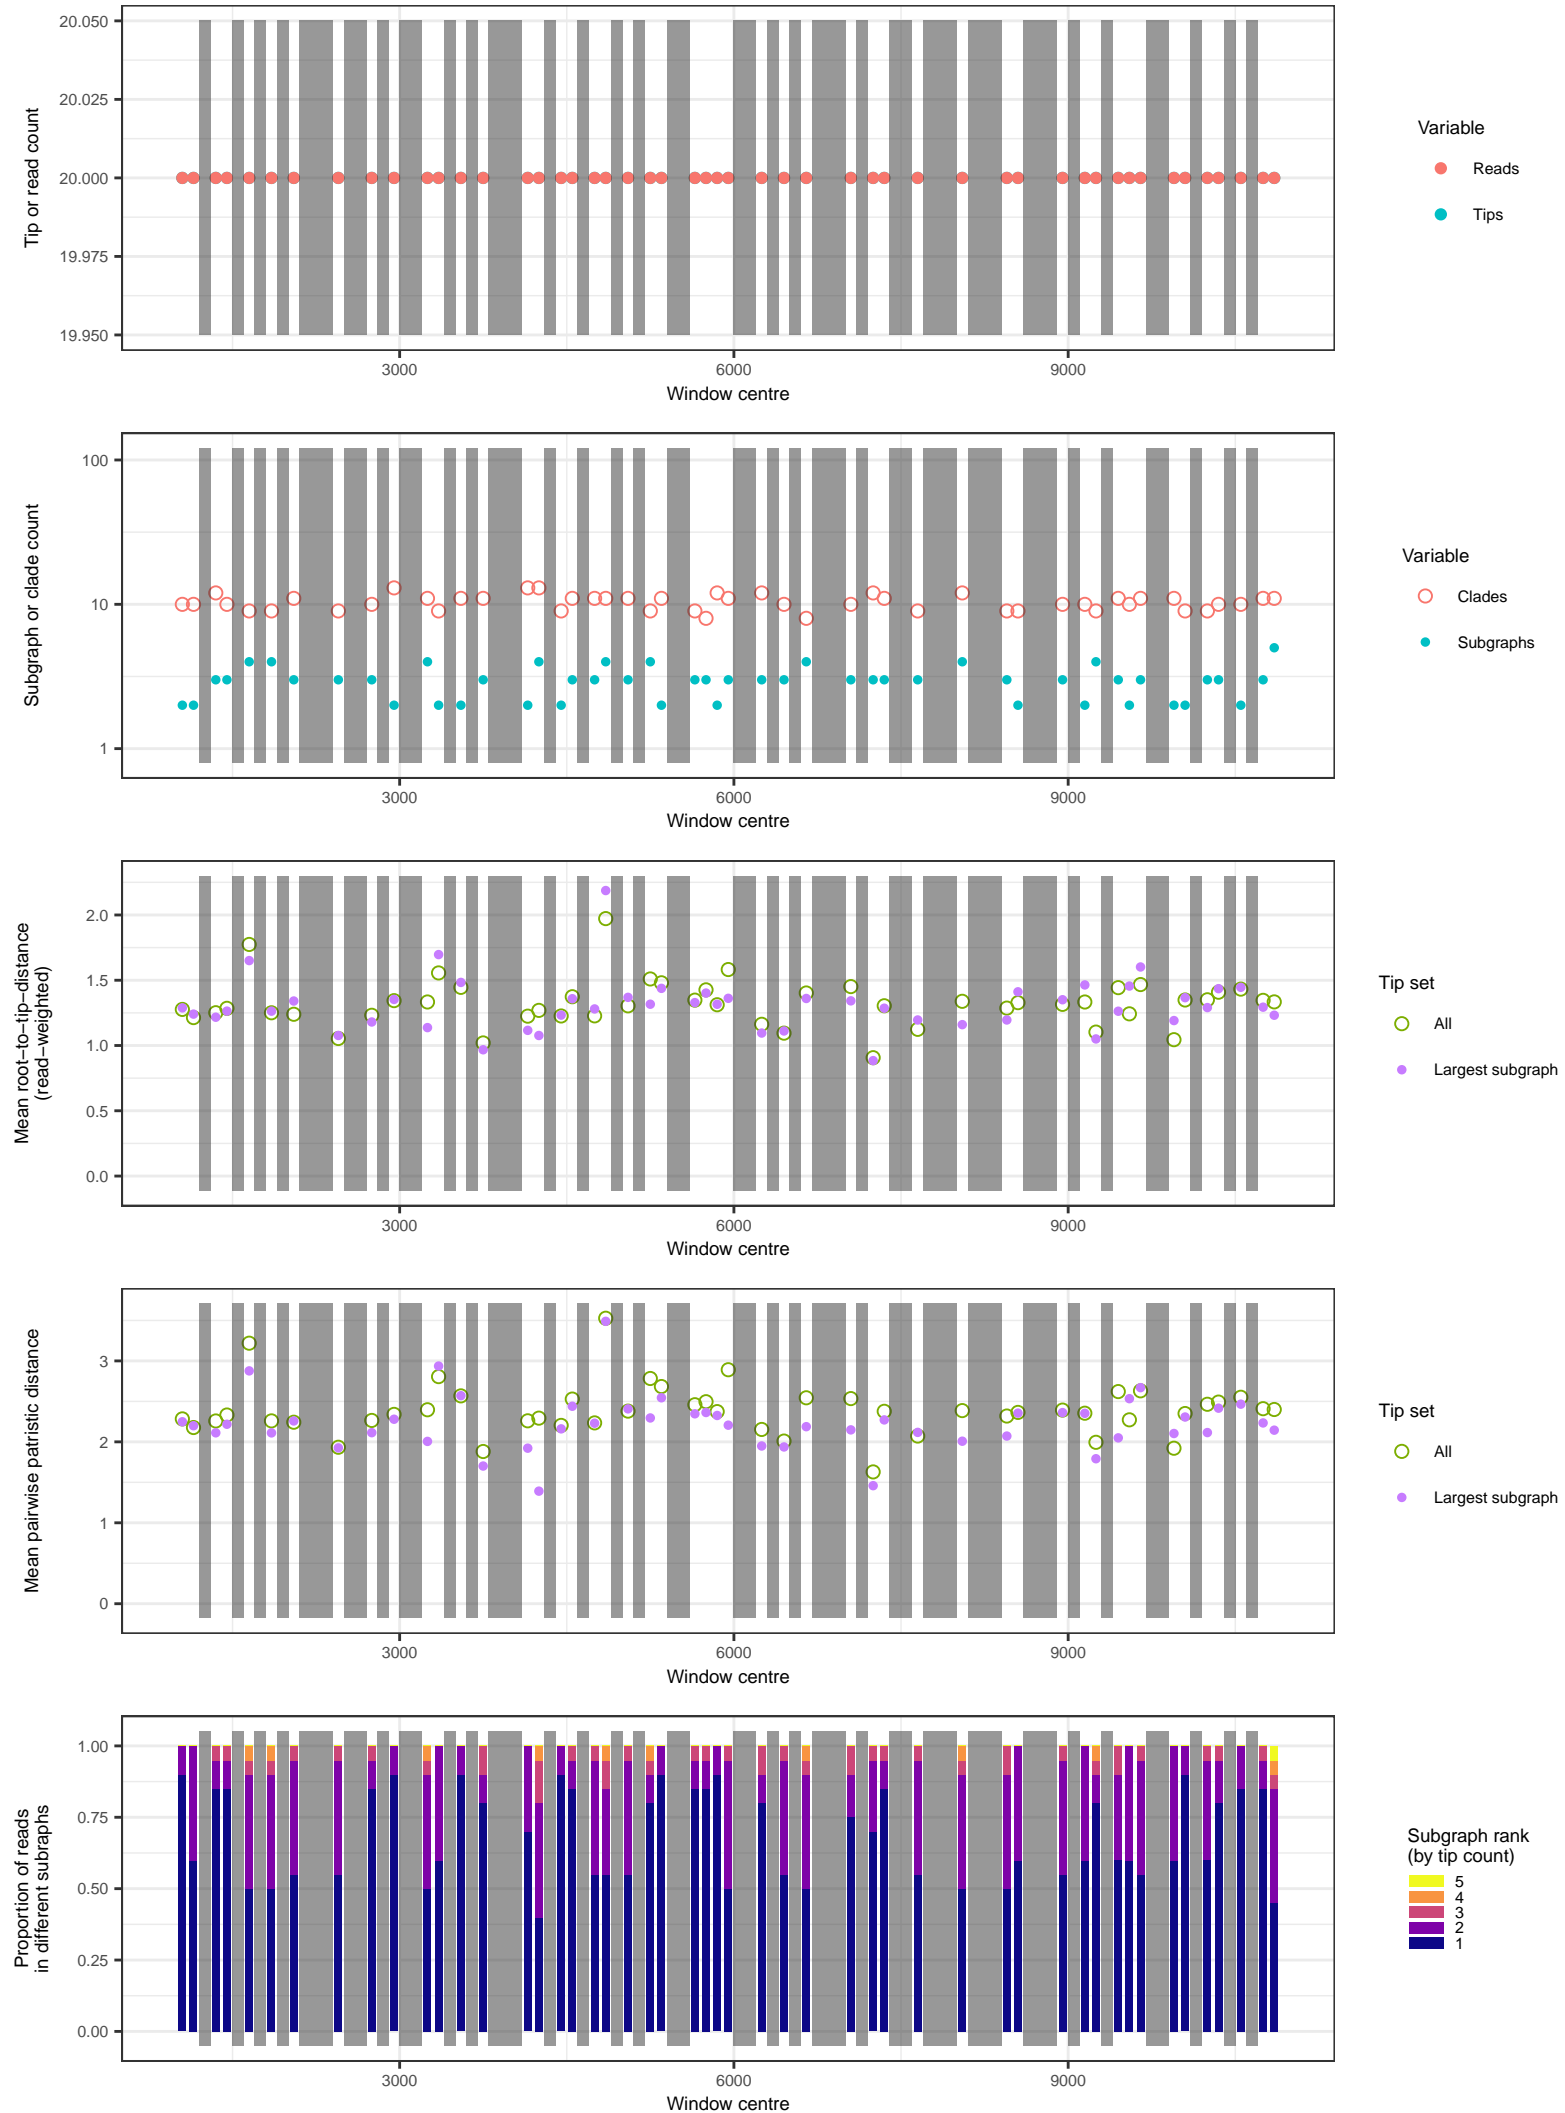 20.050
20.025
20.000
19.975
19.950
Tip or read count
3000 6000 9000
Window centre
Variable
Reads
Tips
100
10
1
Subgraph or clade count
3000 6000 9000
Window centre
Variable
Clades
Subgraphs
2.0
1.5
1.0
0.5
0.0
Mean root−to−tip−distance
(read−weighted)
3000 6000 9000
Window centre
Tip set
All
Largest subgraph
3
2
1
0
Mean pairwise patristic distance
3000 6000 9000
Window centre
Tip set
All
Largest subgraph
1.00
0.75
0.50
0.25
0.00
Proportion of reads
in different subraphs
3000 6000 9000
Window centre
Subgraph rank
(by tip count)
5
4
3
2
1